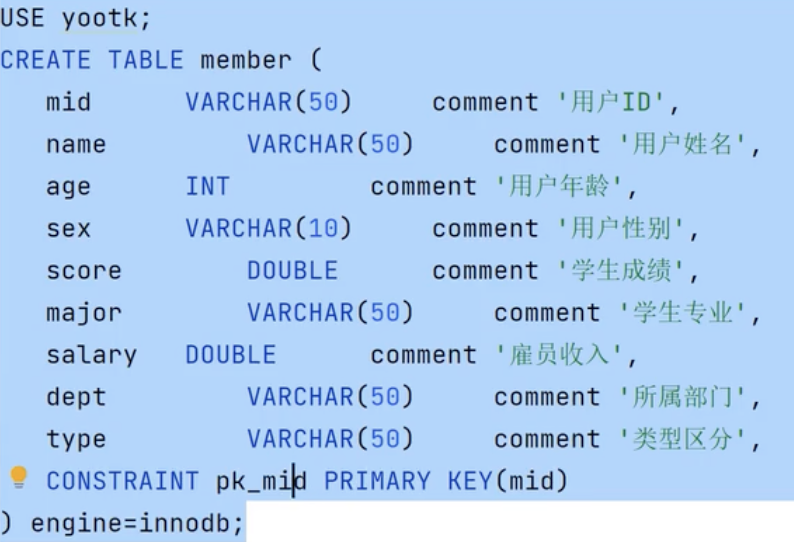 USE yootk;
CREATE TABLE member (
mid VARCHAR(50) comment '用户ID',
name VARCHAR(50) comment '用户姓名',
age INT comment '用户年龄',
sex VARCHAR(10) comment '用户性别',
score DOUBLE comment '学生成绩',
major VARCHAR(50) comment '学生专业',
salary DOUBLE comment '雇员收入',
dept VARCHAR(50) comment '所属部门',
type VARCHAR(50) comment '类型区分',
CONSTRAINT pk_mid PRIMARY KEY(mid)
) engine=innodb;